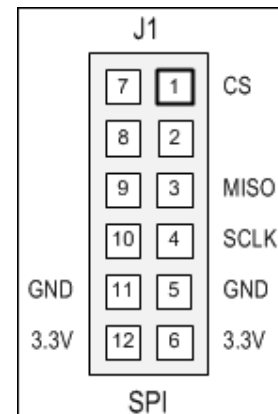 J1
7 1 CS
8 2
9 3 MISO
10 4 SCLK
GND 11 5 GND
3.3V 12 6 3.3V
SPI